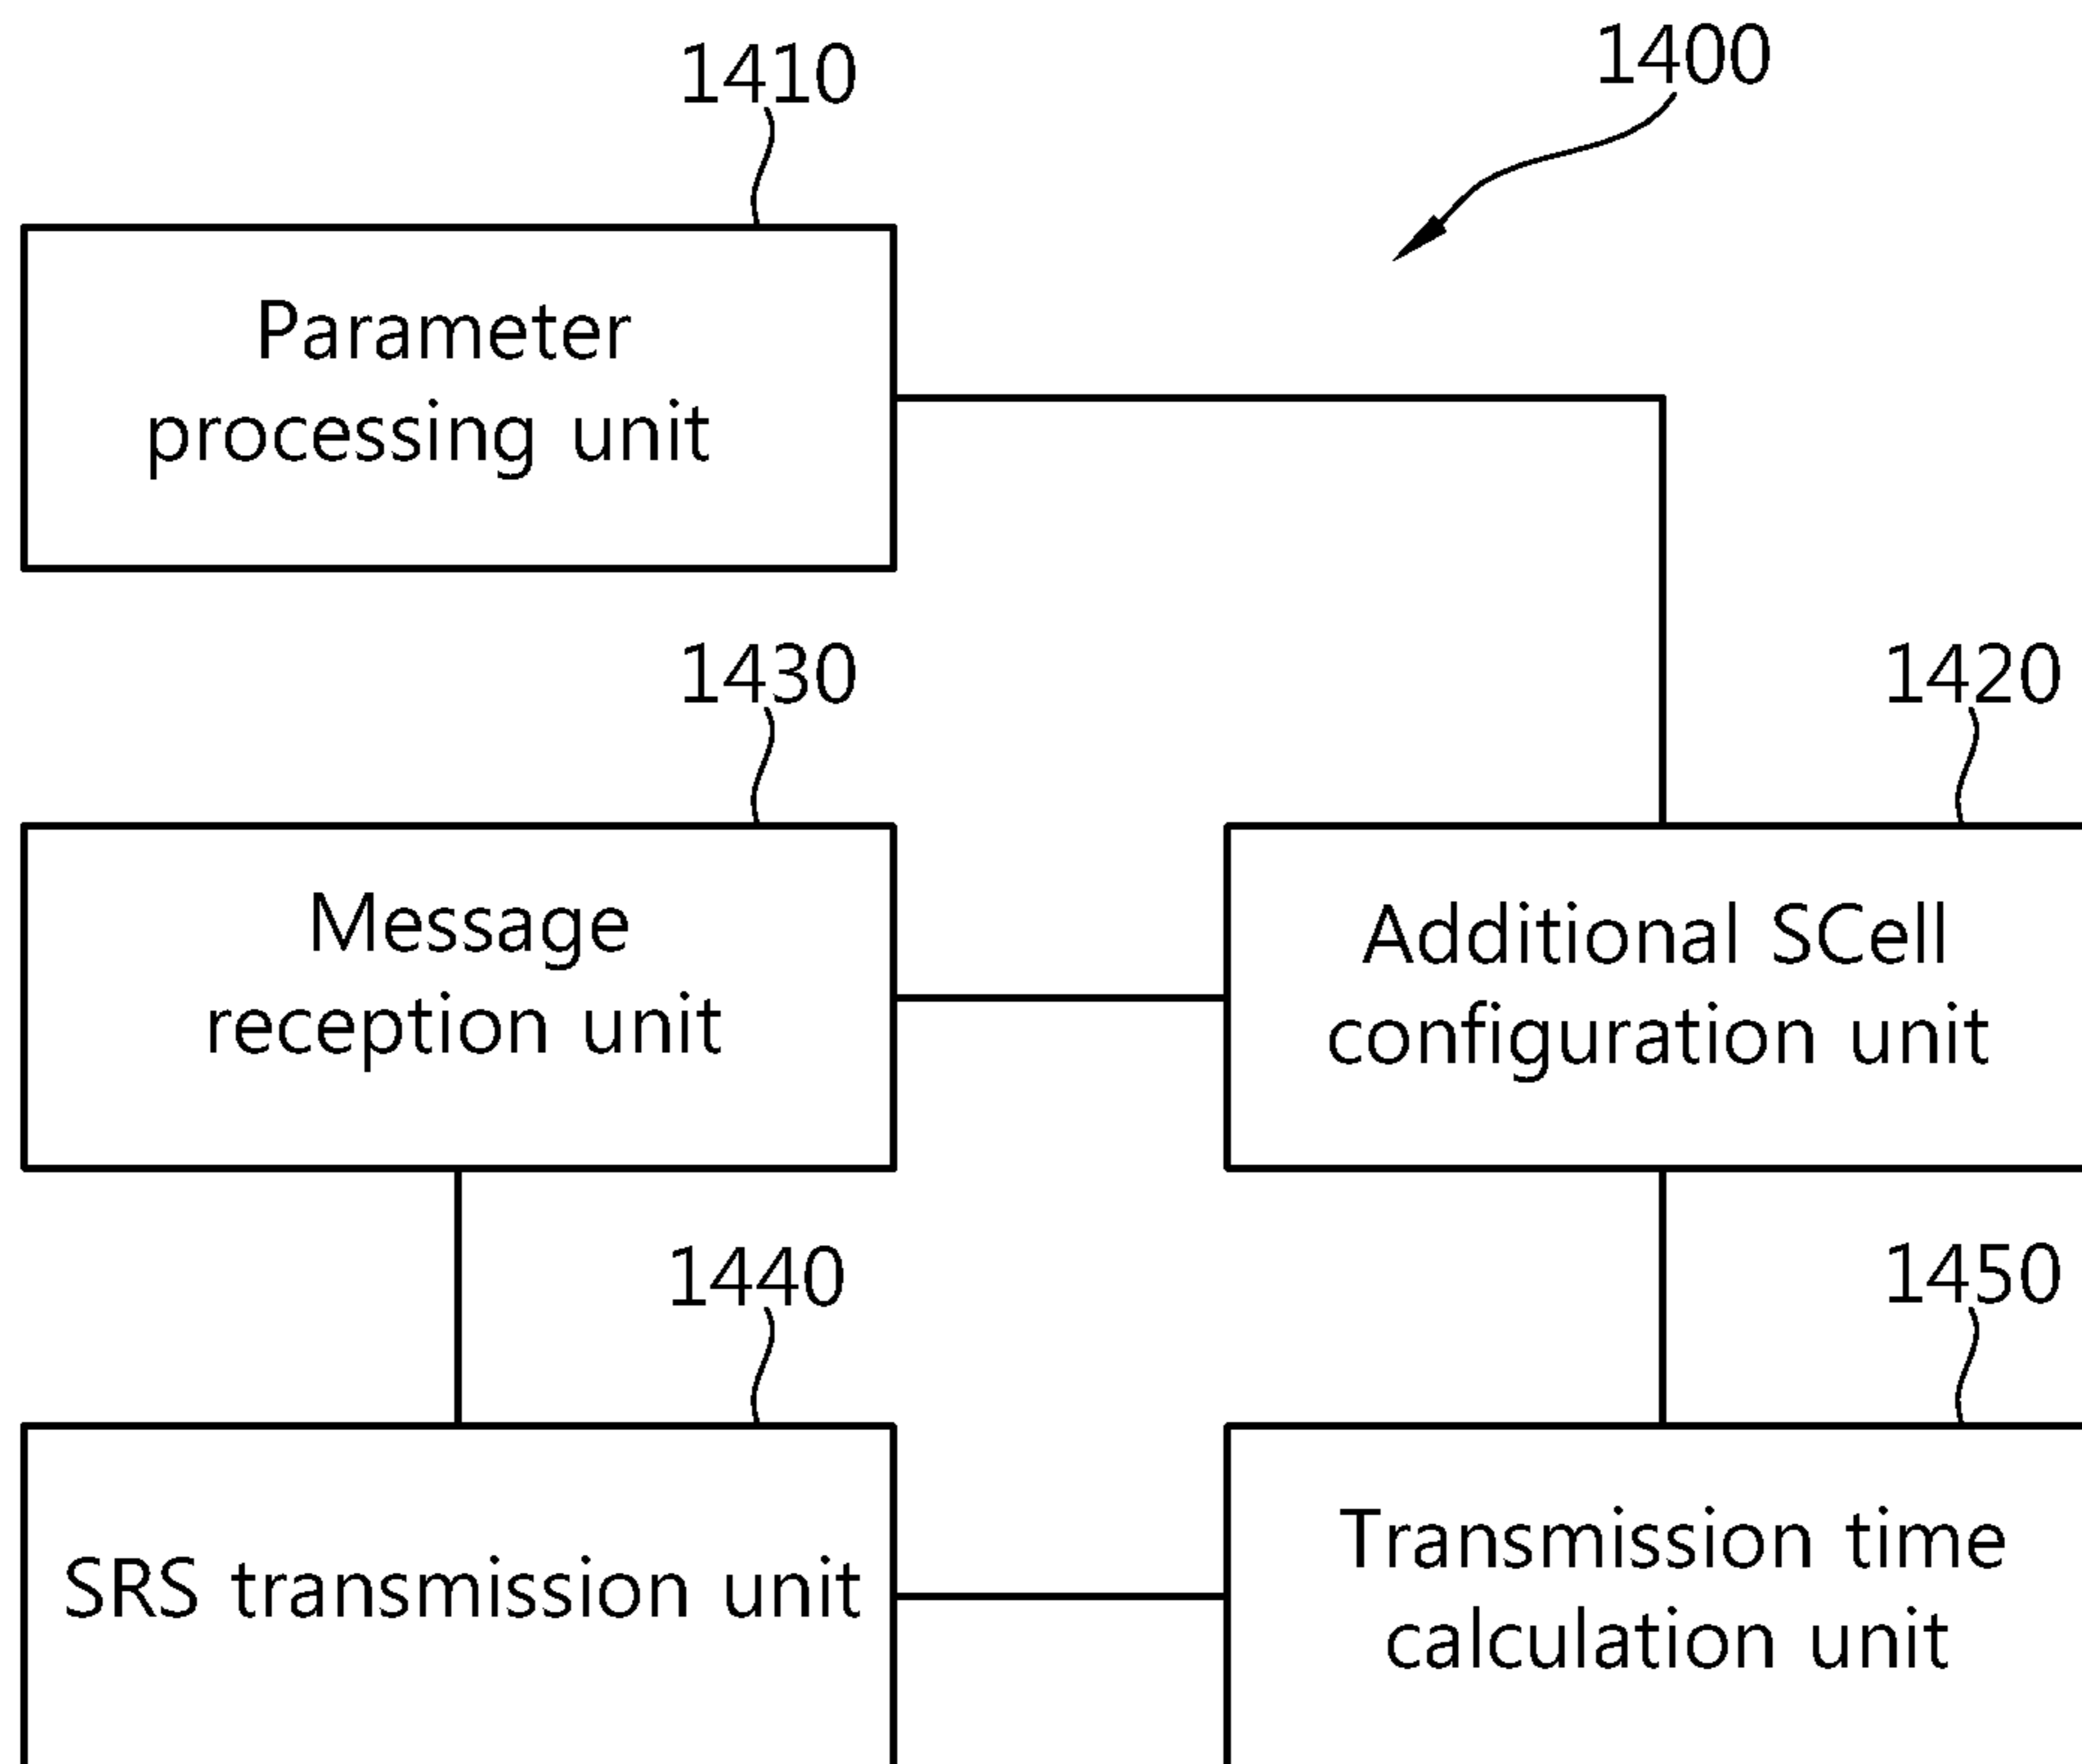 1400
1410
Parameter
processing unit
1430
1420
Message
reception unit
Additional SCell
configuration unit
1440
1450
SRS transmission unit
Transmission time
calculation unit